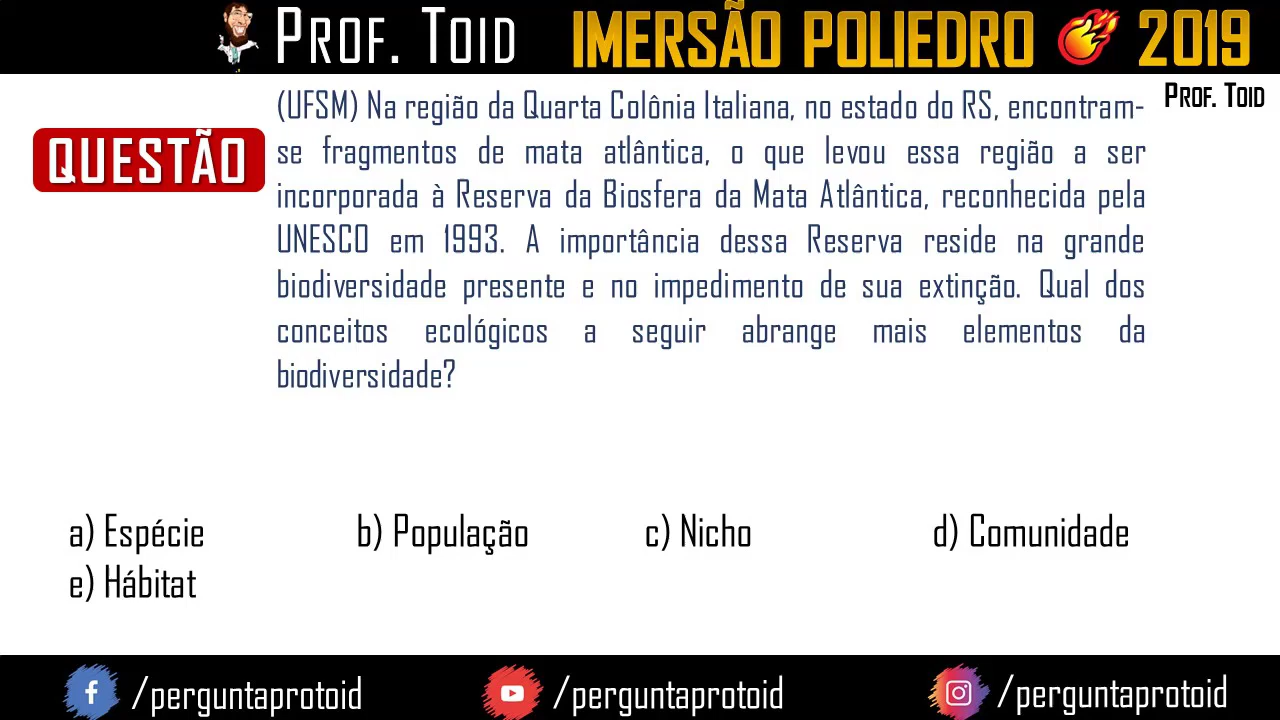 PROF. TOID IMERSÃO POLIEDRO 2019
PROF. TOID
QUESTÃO
(UFSM) Na região da Quarta Colônia Italiana, no estado do RS, encontram-
se fragmentos de mata atlântica, o que levou essa região a ser
incorporada à Reserva da Biosfera da Mata Atlântica, reconhecida pela
UNESCO em 1993. A importância dessa Reserva reside na grande
biodiversidade presente e no impedimento de sua extinção. Qual dos
conceitos ecológicos a seguir abrange mais elementos da
biodiversidade?
a) Espécie b) População c) Nicho d) Comunidade
e) Hábitat
/perguntaprotoid /perguntaprotoid /perguntaprotoid